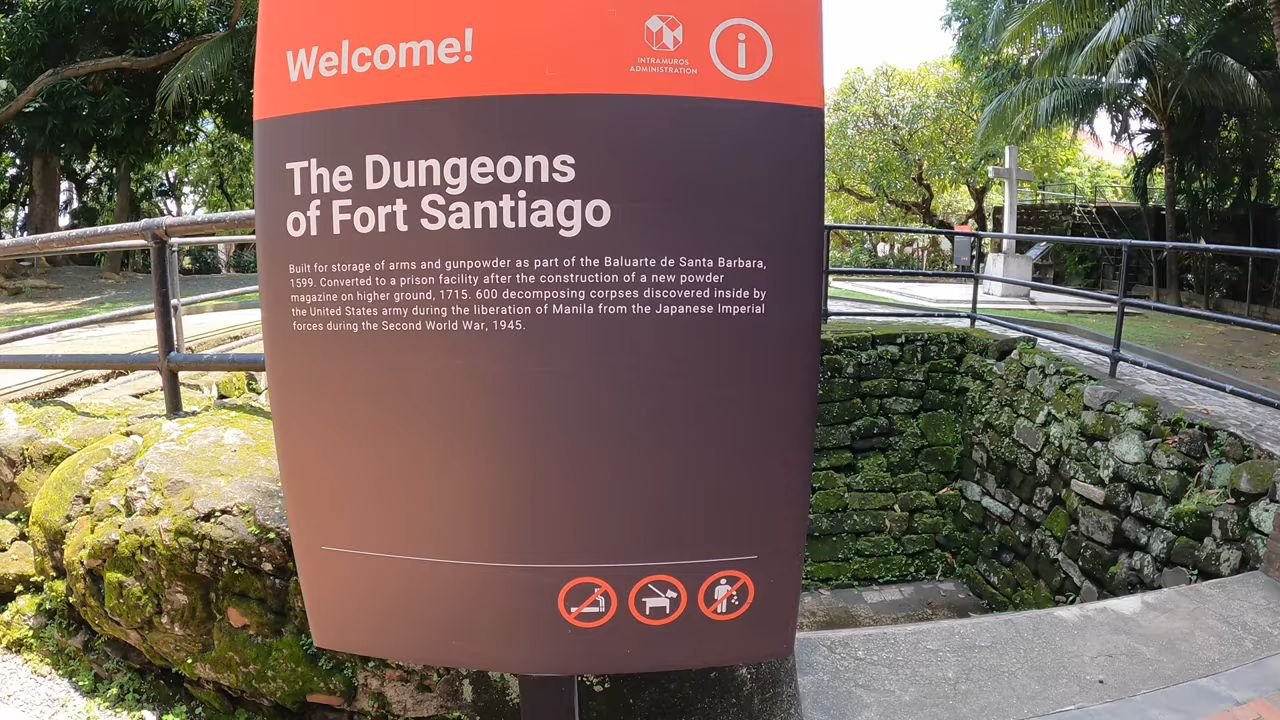 Welcome!
INTRAMUROS
ADMINISTRATION
i
The Dungeons
of Fort Santiago
Built for storage of arms and gunpowder as part of the Baluarte de Santa Barbara,
1599. Converted to a prison facility after the construction of a new powder
magazine on higher ground, 1715. 600 decomposing corpses discovered inside by
the United States army during the liberation of Manila from the Japanese Imperial
forces during the Second World War, 1945.